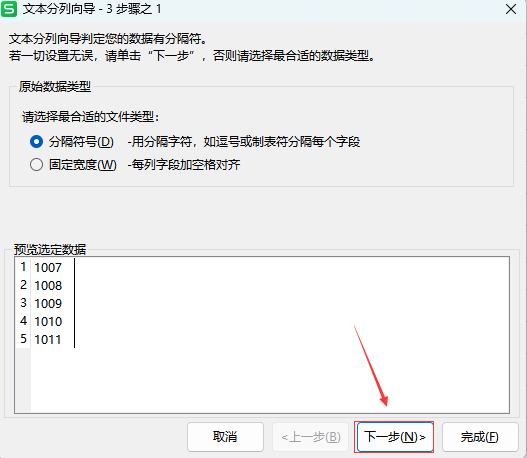 S 文本分列向导 - 3 步骤之 1
文本分列向导判定您的数据有分隔符。
若一切设置无误，请单击“下一步”，否则请选择最合适的数据类型。
原始数据类型
请选择最合适的文件类型：
分隔符号(D) -用分隔字符，如逗号或制表符分隔每个字段
固定宽度(W) -每列字段加空格对齐
预览选定数据
1 1007
2 1008
3 1009
4 1010
5 1011
取消 <上一步(B) 下一步(N)> 完成(F)